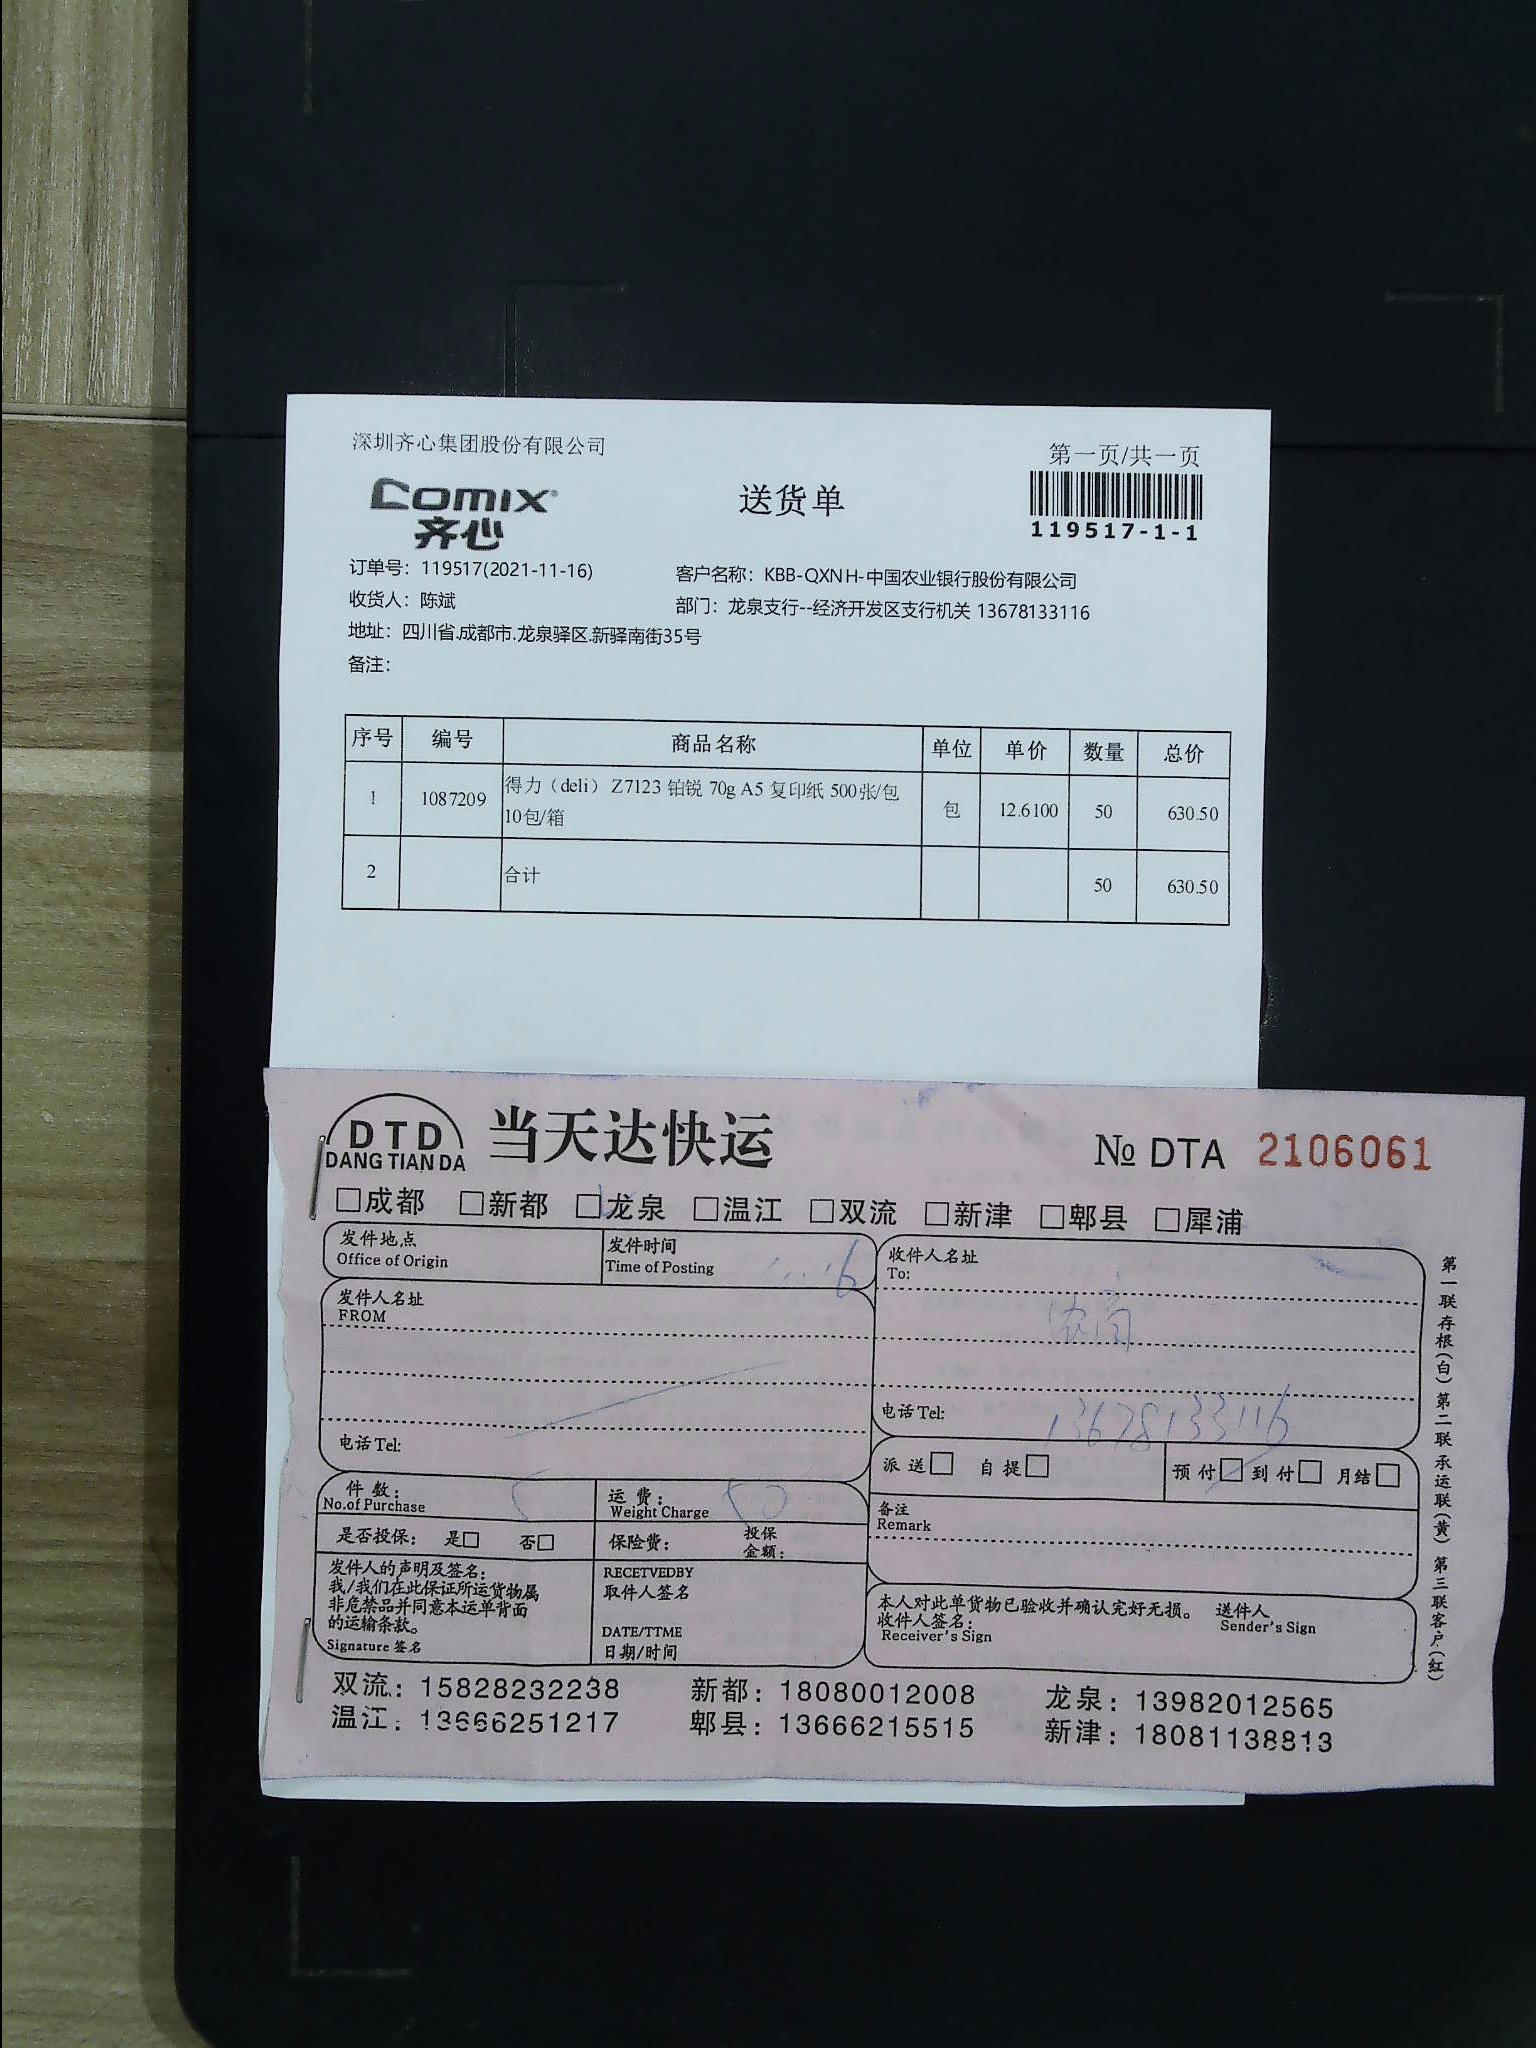 深圳齐心集团股份有限公司
第一页/共一页
comix
齐心
送货单
119517-1-1
订单号：119517(2021-11-16)
客户名称：KBB-QXNH-中国农业银行股份有限公司
收货人：陈斌
部门：龙泉支行--经济开发区支行机关 13678133116
地址：四川省.成都市.龙泉驿区.新驿南街35号
备注：
序号 编号 商品名称 单位 单价 数量 总价
1 1087209 得力（deli）Z7123 铂锐 70g A5 复印纸 500张/包 包 12.6100 50 630.50
10包/箱
2 合计 50 630.50
DTD
DANG TIAN DA
当天达快运
№ DTA 2106061
□成都 □新都 □龙泉 □温江 □双流 □新津 □郫县 □犀浦
发件地点
Office of Origin
发件时间
Time of Posting
收件人名址
To:
农商
电话Tel: 13678133116
发件人名址
FROM
电话Tel:
派送□ 自提□ 预付□ 到付□ 月结□
件数：
No.of Purchase
运费：
Weight Charge
备注
Remark
是否投保： 是□ 否□
保险费：
投保
金额：
发件人的声明及签名：
我/我们在此保证所运货物属
非危禁品并同意本运单背面
的运输条款。
Signature 签名
RECETVEDBY
取件人签名
DATE/TTME
日期/时间
本人对此单货物已验收并确认完好无损。
收件人签名：
Receiver's Sign
送件人
Sender's Sign
第一联存根（白）第二联承运联（黄）第三联客户（红）
双流：15828232238 新都：18080012008 龙泉：13982012565
温江：13666251217 郫县：13666215515 新津：18081138813